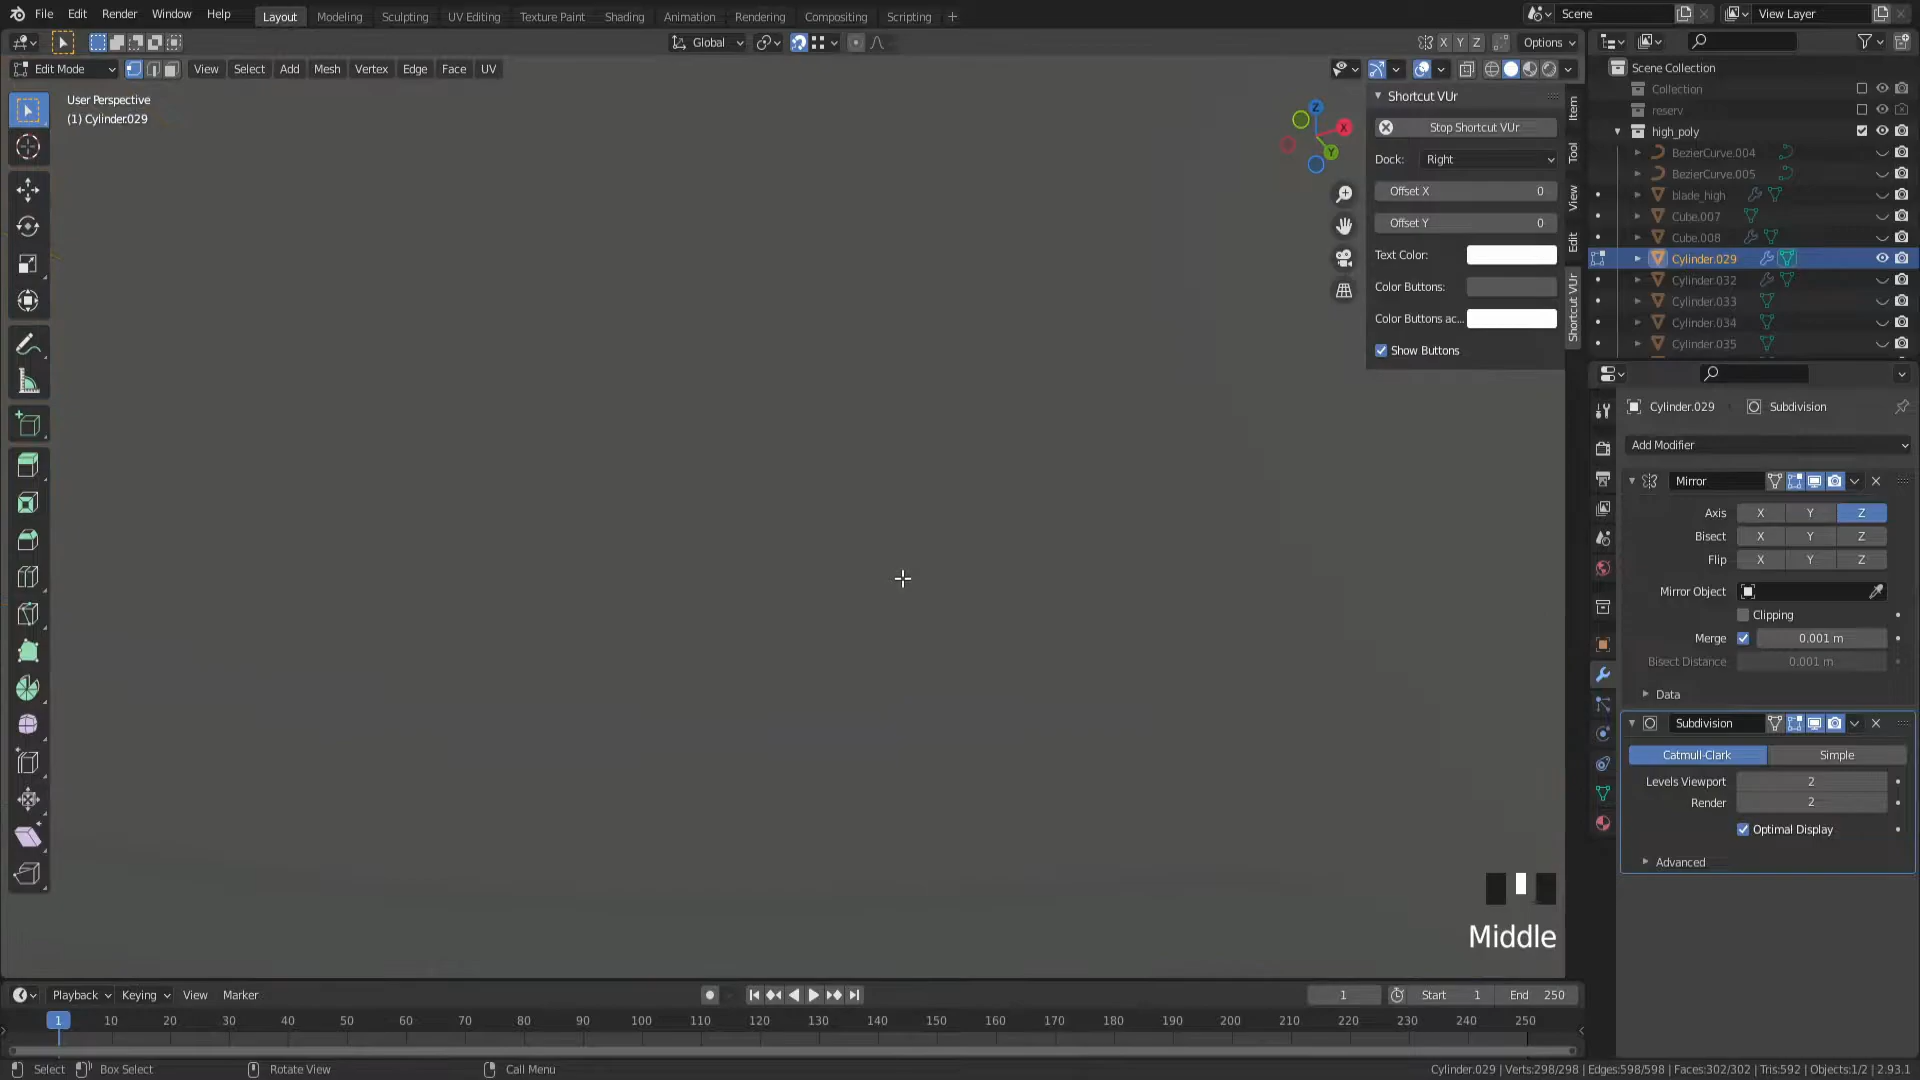 File Edit Render Window Help Layout Modeling Sculpting UV Editing Texture Paint Shading Animation Rendering Compositing Scripting + Scene View Layer
Global X Y Z Options
Edit Mode View Select Add Mesh Vertex Edge Face UV
User Perspective
(1) Cylinder.029
Z
X
Y
Shortcut VUr
Stop Shortcut VUr
Dock: Right
Offset X 0
Offset Y 0
Text Color:
Color Buttons:
Color Buttons ac...
Show Buttons
Item
Tool
View
Edit
Shortcut VUr
Scene Collection
Collection
reserv
high_poly
BezierCurve.004
BezierCurve.005
blade_high
Cube.007
Cube.008
Cylinder.029
Cylinder.032
Cylinder.033
Cylinder.034
Cylinder.035
Cylinder.029 Subdivision
Add Modifier
Mirror
Axis X Y Z
Bisect X Y Z
Flip X Y Z
Mirror Object
Clipping
Merge 0.001 m
Bisect Distance 0.001 m
Data
Subdivision
Catmull-Clark Simple
Levels Viewport 2
Render 2
Optimal Display
Advanced
Middle
Playback Keying View Marker 1 Start 1 End 250
1 10 20 30 40 50 60 70 80 90 100 110 120 130 140 150 160 170 180 190 200 210 220 230 240 250
Select Box Select Rotate View Call Menu Cylinder.029 | Verts:298/298 | Edges:598/598 | Faces:302/302 | Tris:592 | Objects:1/2 | 2.93.1